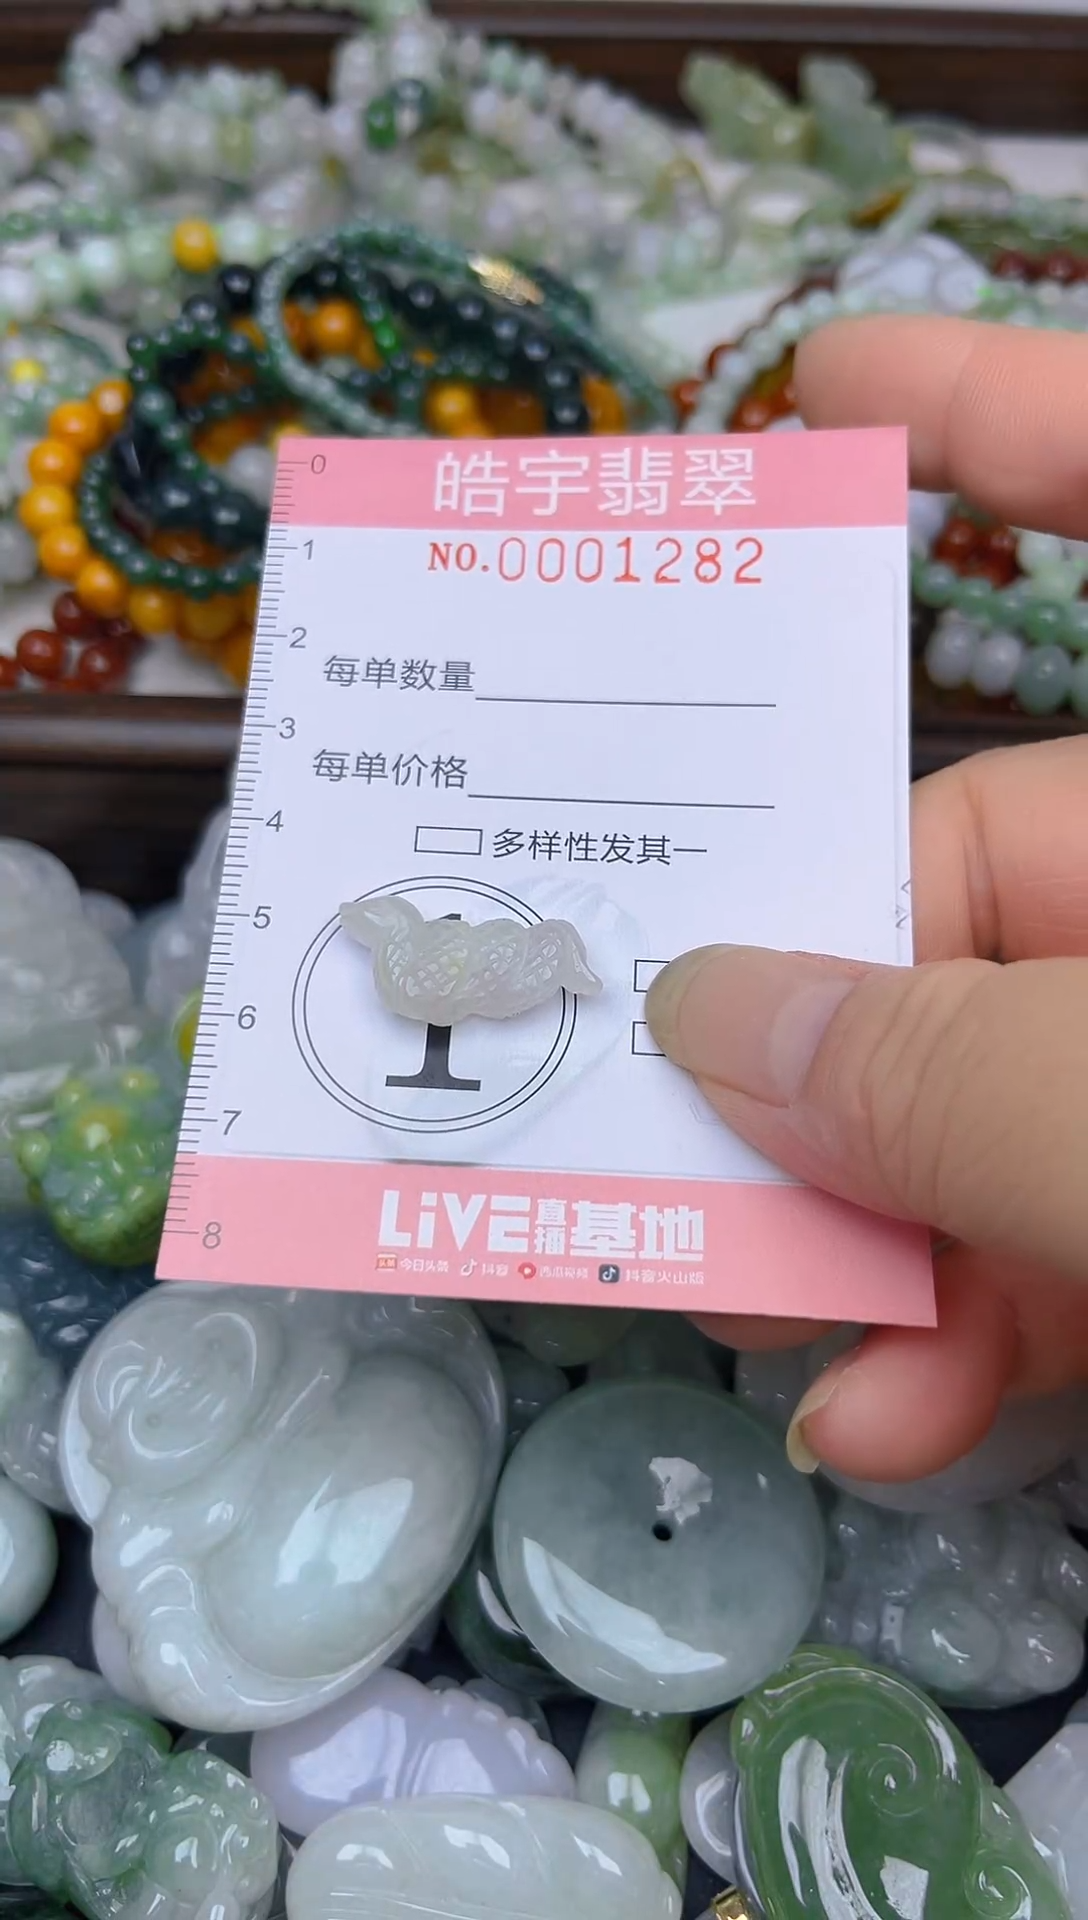 皓宇翡翠
NO.0001282
每单数量
每单价格
多样性发其一
1
LiVE直播基地
今日头条 抖音 西瓜视频 抖音火山版
0
1
2
3
4
5
6
7
8